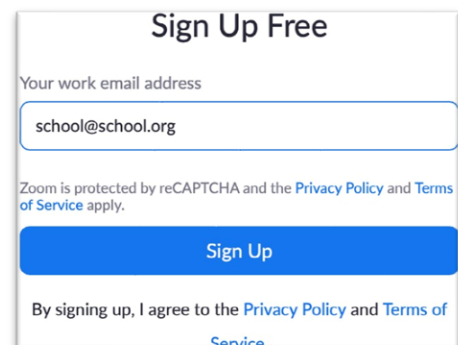 Sign Up Free
Your work email address
school@school.org
Zoom is protected by reCAPTCHA and the Privacy Policy and Terms
of Service apply.
Sign Up
By signing up, I agree to the Privacy Policy and Terms of
Service